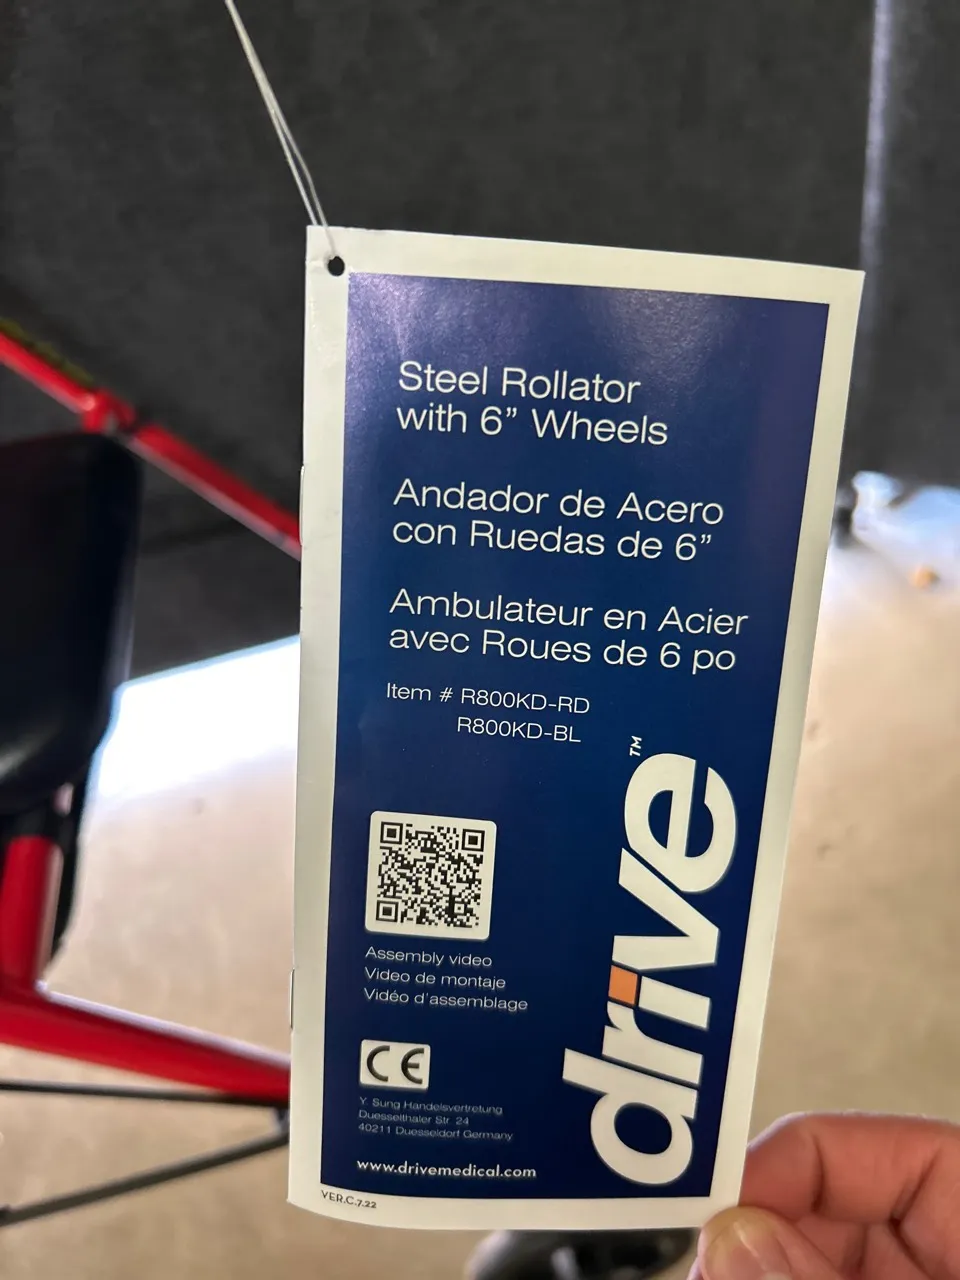 Steel Rollator
with 6” Wheels
Andador de Acero
con Ruedas de 6”
Ambulateur en Acier
avec Roues de 6 po
Item # R800KD-RD
R800KD-BL
drive™
Assembly video
Video de montaje
Vidéo d'assemblage
CE
Y. Sung Handelsvertretung
Duesselthaler Str. 24
40211 Duesseldorf Germany
www.drivemedical.com
VER.C.7.22